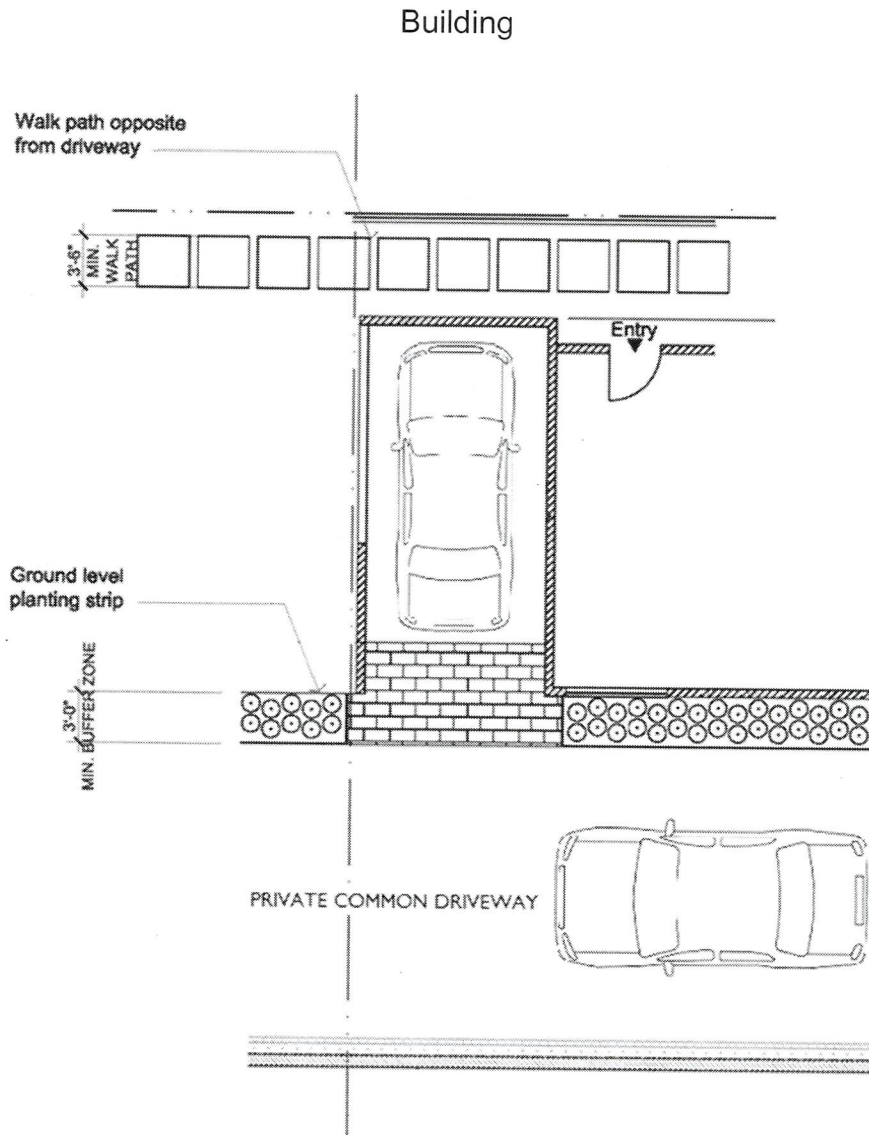 Building
Walk path opposite
from driveway
3'-6"
MIN.
WALK
PATH
Entry
Ground level
planting strip
3'-0"
MIN. BUFFER ZONE
PRIVATE COMMON DRIVEWAY